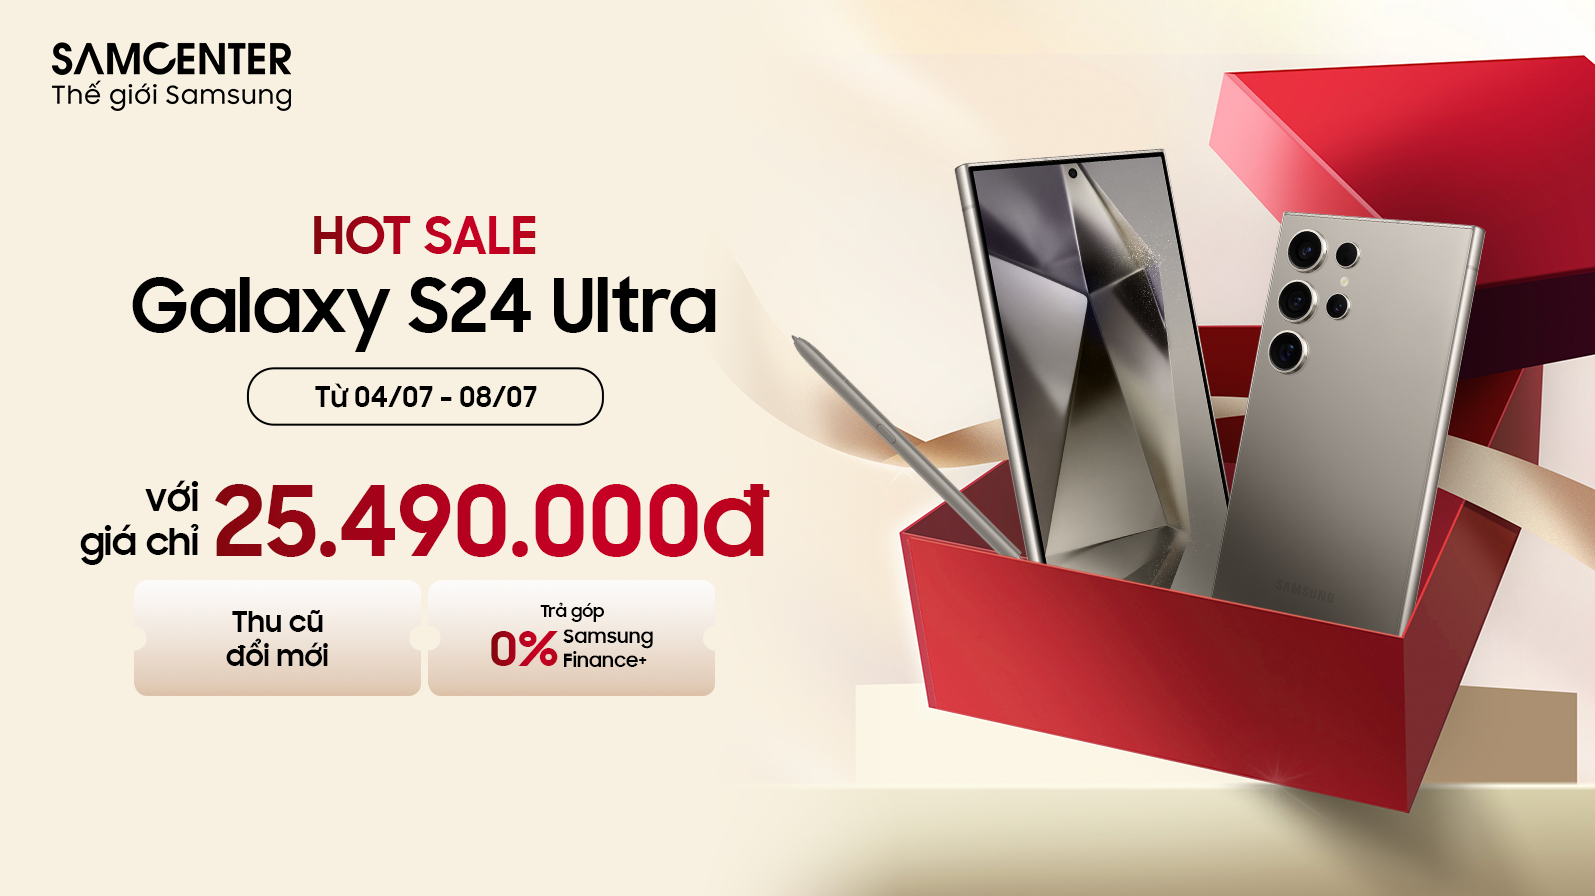 SAMCENTER
Thế giới Samsung
HOT SALE
Galaxy S24 Ultra
Từ 04/07 - 08/07
với
giá chỉ
25.490.000đ
Thu cũ
đổi mới
Trả góp
0%
Samsung
Finance+
SAMSUNG